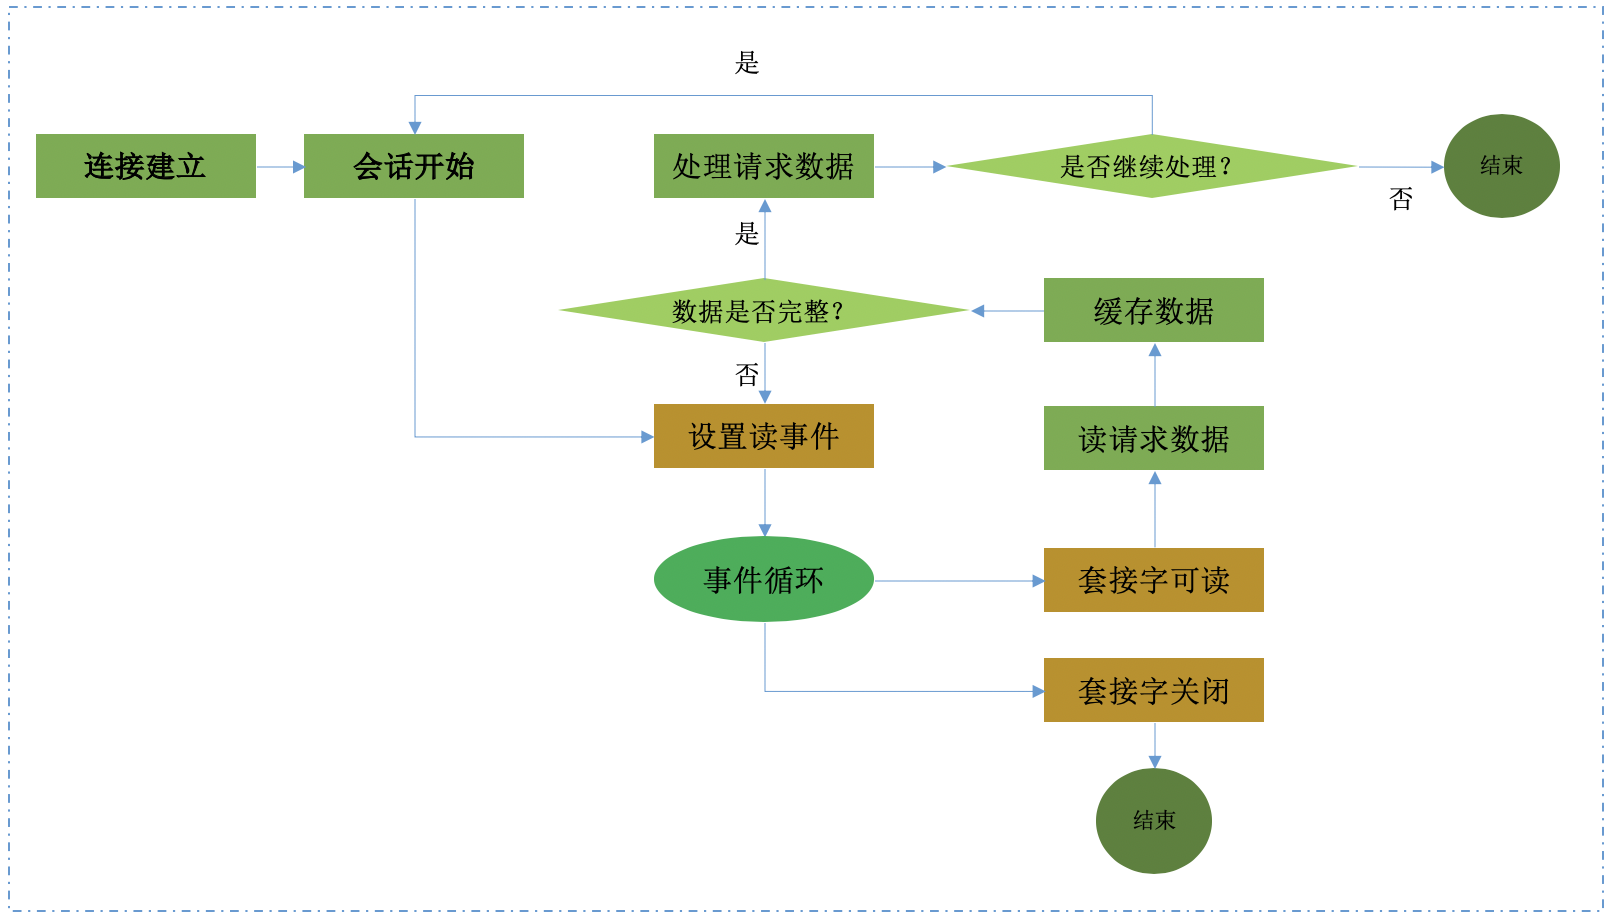 是
连接建立
会话开始
处理请求数据
是否继续处理？
结束
否
是
数据是否完整？
缓存数据
否
设置读事件
读请求数据
事件循环
套接字可读
套接字关闭
结束